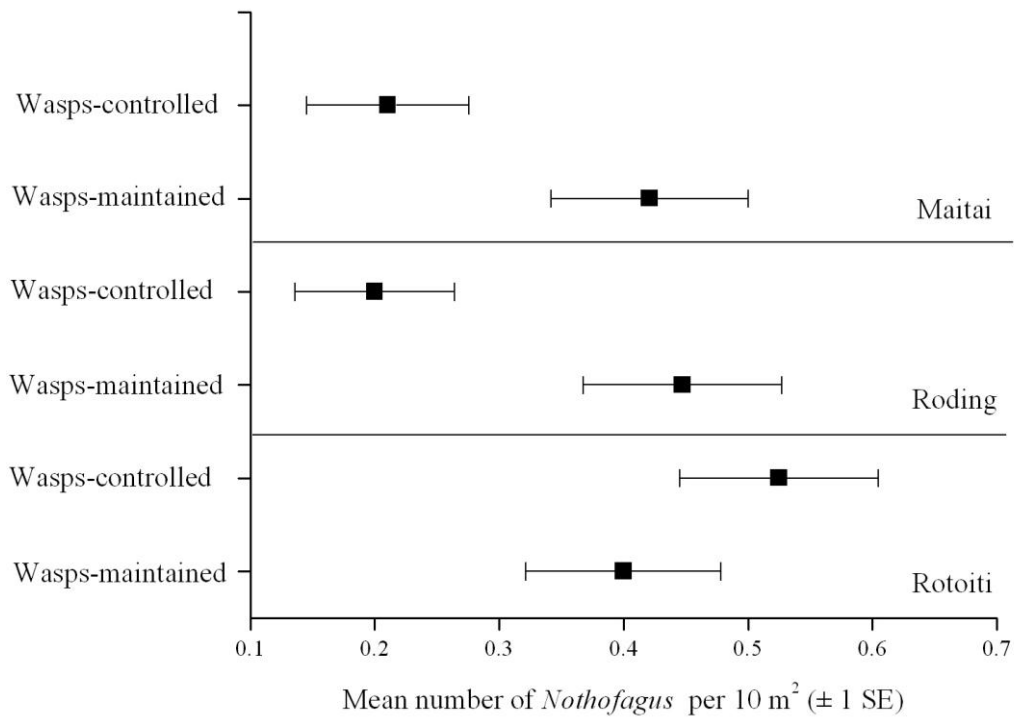 Wasps-controlled
Wasps-maintained
Maitai
Wasps-controlled
Wasps-maintained
Roding
Wasps-controlled
Wasps-maintained
Rotoiti
0.1 0.2 0.3 0.4 0.5 0.6 0.7
Mean number of Nothofagus per 10 m² (± 1 SE)